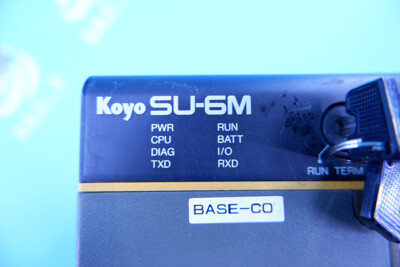 Koyo SU-6M
PWR RUN
CPU BATT
DIAG I/O
TXD RXD
RUN TERM
BASE-CO